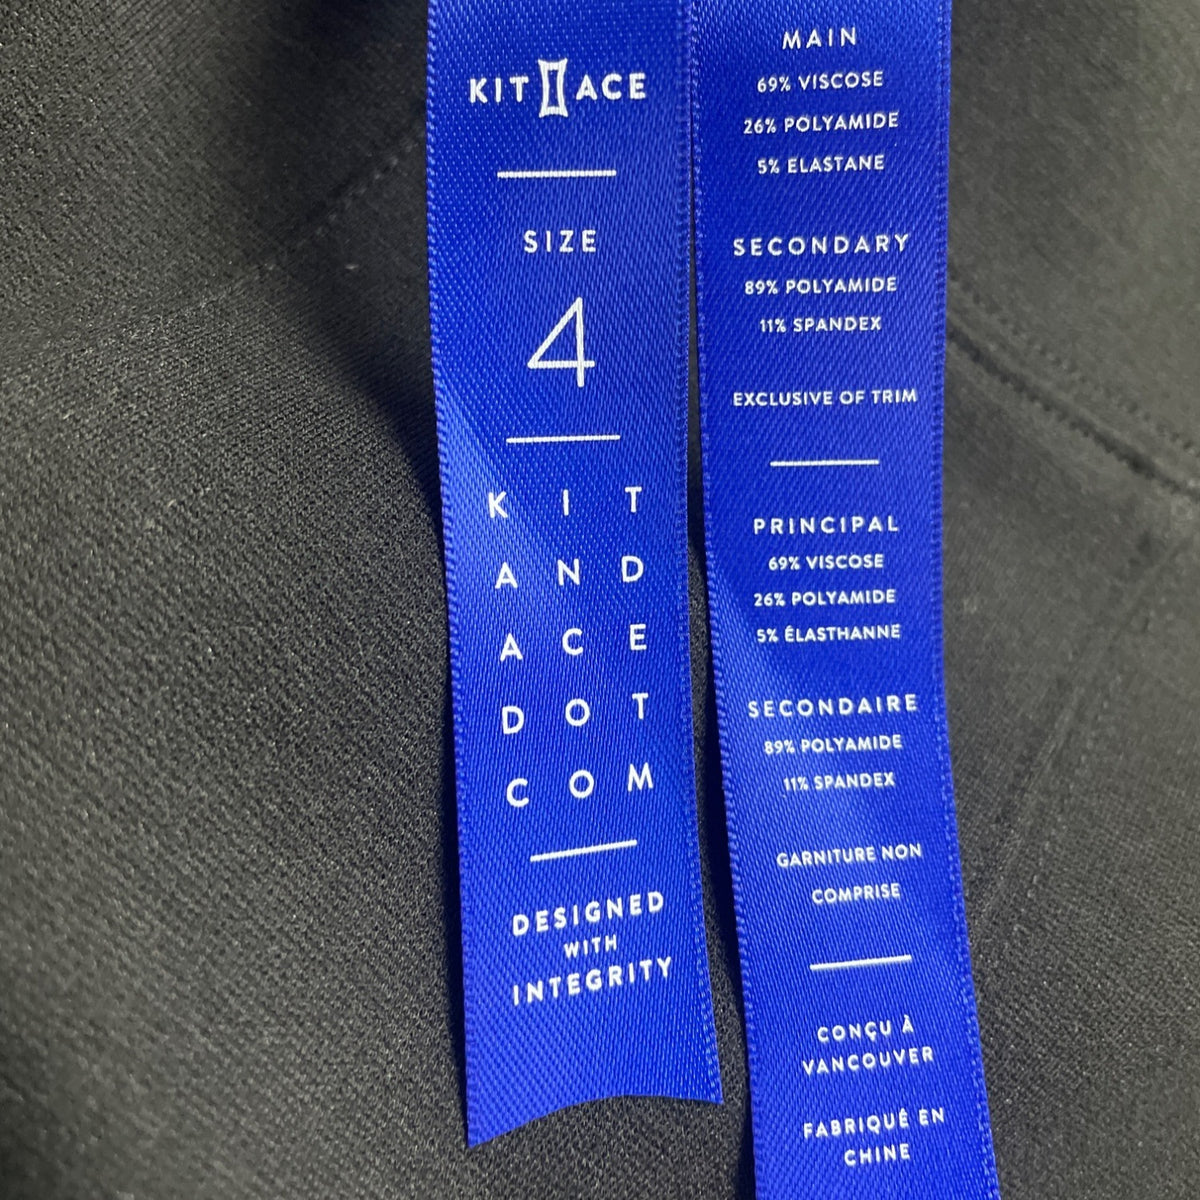 KIT ACE
SIZE
4
K I T
A N D
A C E
D O T
C O M
DESIGNED
WITH
INTEGRITY
MAIN
69% VISCOSE
26% POLYAMIDE
5% ELASTANE
SECONDARY
89% POLYAMIDE
11% SPANDEX
EXCLUSIVE OF TRIM
PRINCIPAL
69% VISCOSE
26% POLYAMIDE
5% ÉLASTHANNE
SECONDAIRE
89% POLYAMIDE
11% SPANDEX
GARNITURE NON
COMPRISE
CONÇU À
VANCOUVER
FABRIQUÉ EN
CHINE